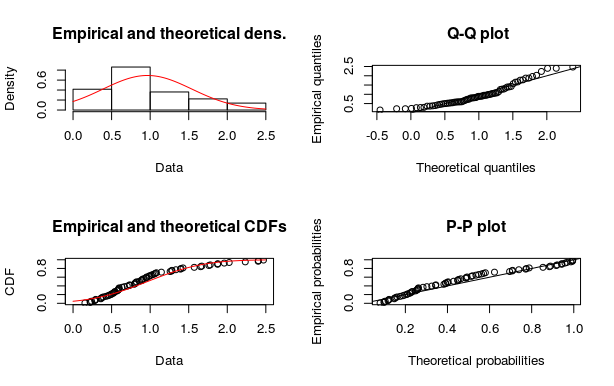 Empirical and theoretical dens.
Density
0.0 0.6
0.0 0.5 1.0 1.5 2.0 2.5
Data
Q-Q plot
Empirical quantiles
0.5 2.5
-0.5 0.0 0.5 1.0 1.5 2.0
Theoretical quantiles
Empirical and theoretical CDFs
CDF
0.0 0.8
0.0 0.5 1.0 1.5 2.0 2.5
Data
P-P plot
Empirical probabilities
0.0 0.8
0.2 0.4 0.6 0.8 1.0
Theoretical probabilities